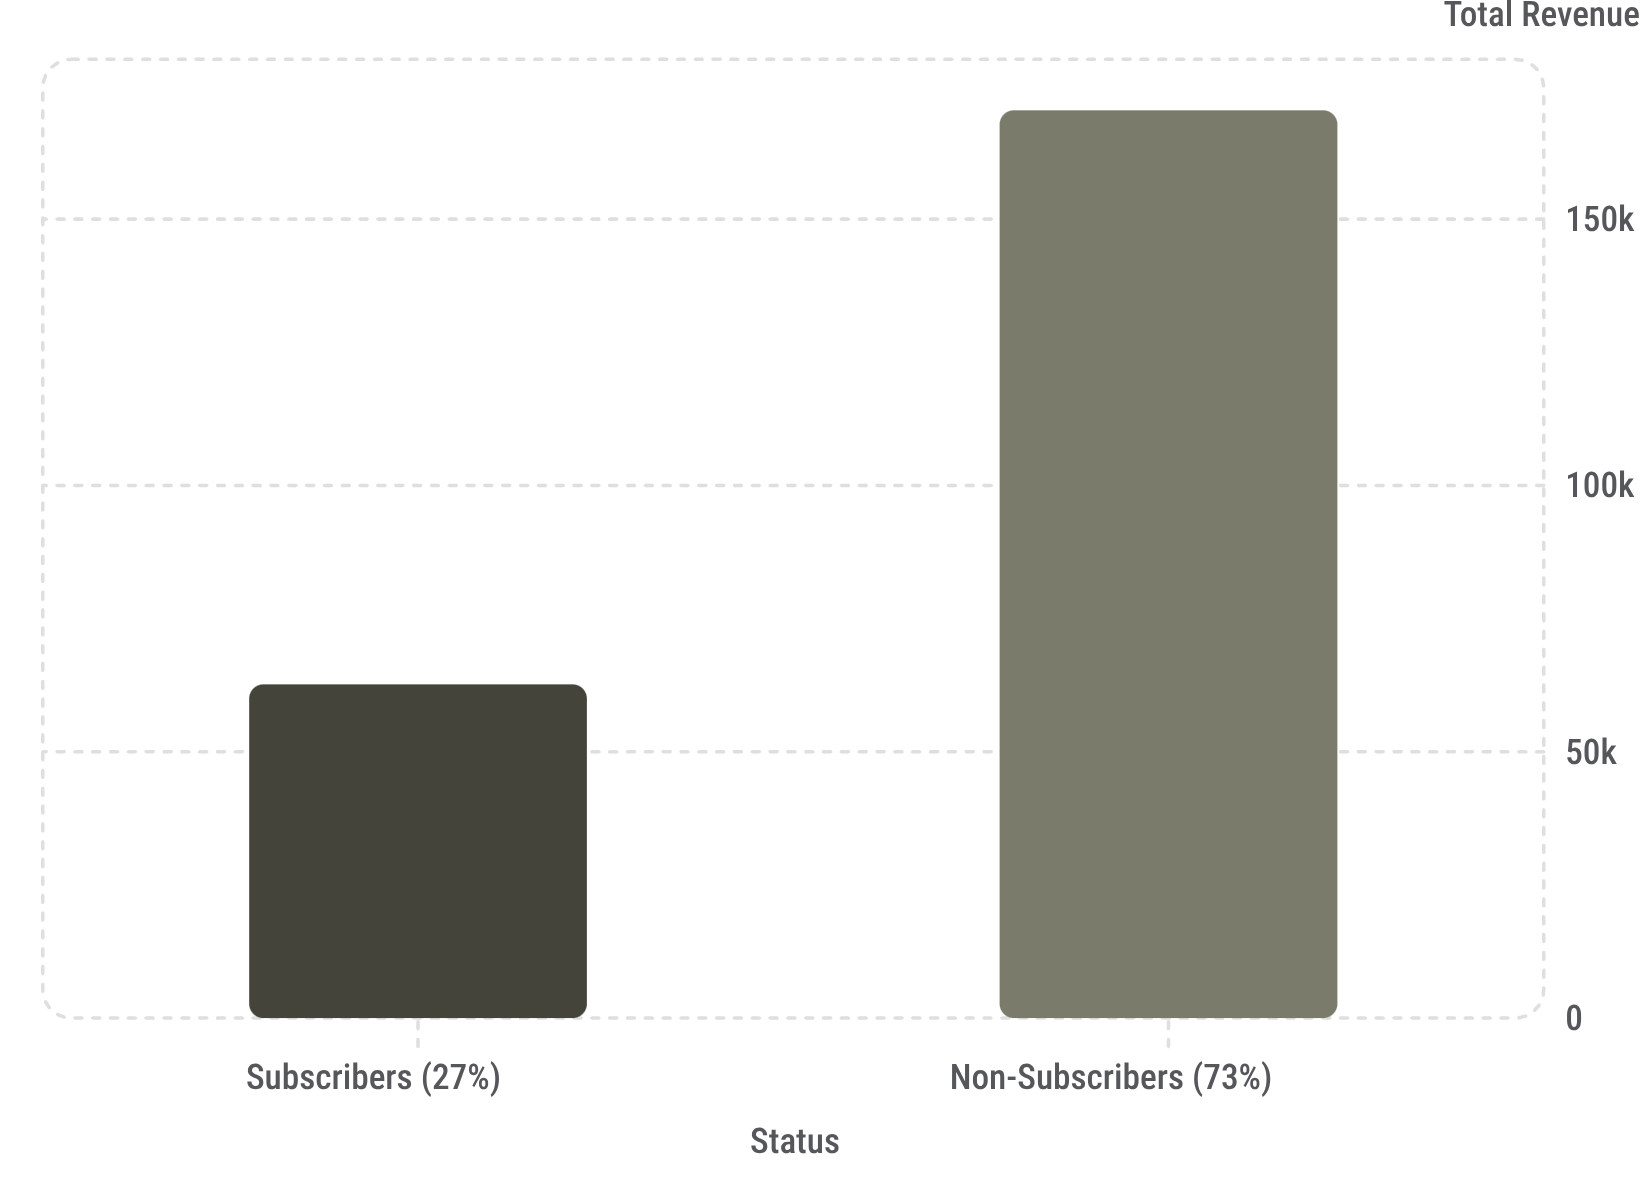 Total Revenue
150k
100k
50k
0
Subscribers (27%)
Non-Subscribers (73%)
Status